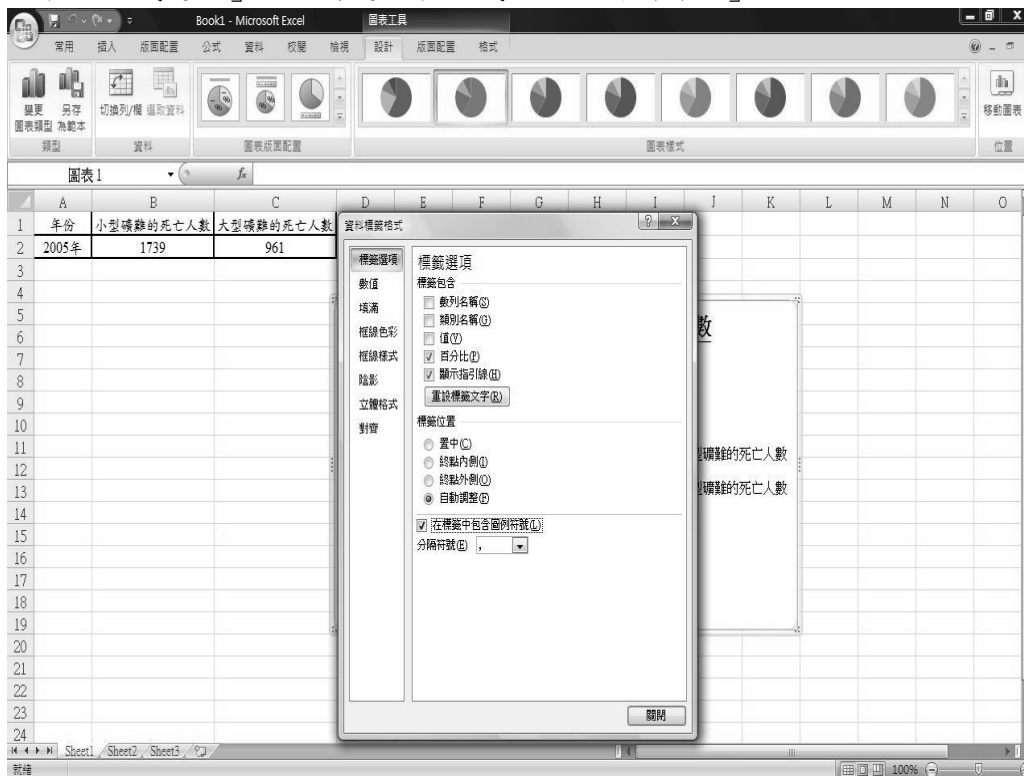 Book1 - Microsoft Excel
圖表工具
常用 插入 版面配置 公式 資料 校閱 檢視 設計 版面配置 格式
變更圖表類型
另存為範本
切換列/欄 選取資料
移動圖表
類型 資料 圖表版面配置 圖表樣式 位置
圖表 1 fx
A B C D E F G H I J K L M N O
1 年份 小型礦難的死亡人數 大型礦難的死亡人數
2 2005年 1739 961
3
4
5
6
7
8
9
10
11
12
13
14
15
16
17
18
19
20
21
22
23
24
資料標籤格式
標籤選項
數值
填滿
框線色彩
框線樣式
陰影
立體格式
對齊
標籤選項
標籤包含
數列名稱(S)
類別名稱(G)
值(V)
百分比(P)
顯示指引線(H)
重設標籤文字(R)
標籤位置
置中(C)
終點內側(I)
終點外側(O)
自動調整(F)
在標籤中包含圖例符號(L)
分隔符號(E) ,
關閉
數
型礦難的死亡人數
型礦難的死亡人數
Sheet1 Sheet2 Sheet3
就緒 100%